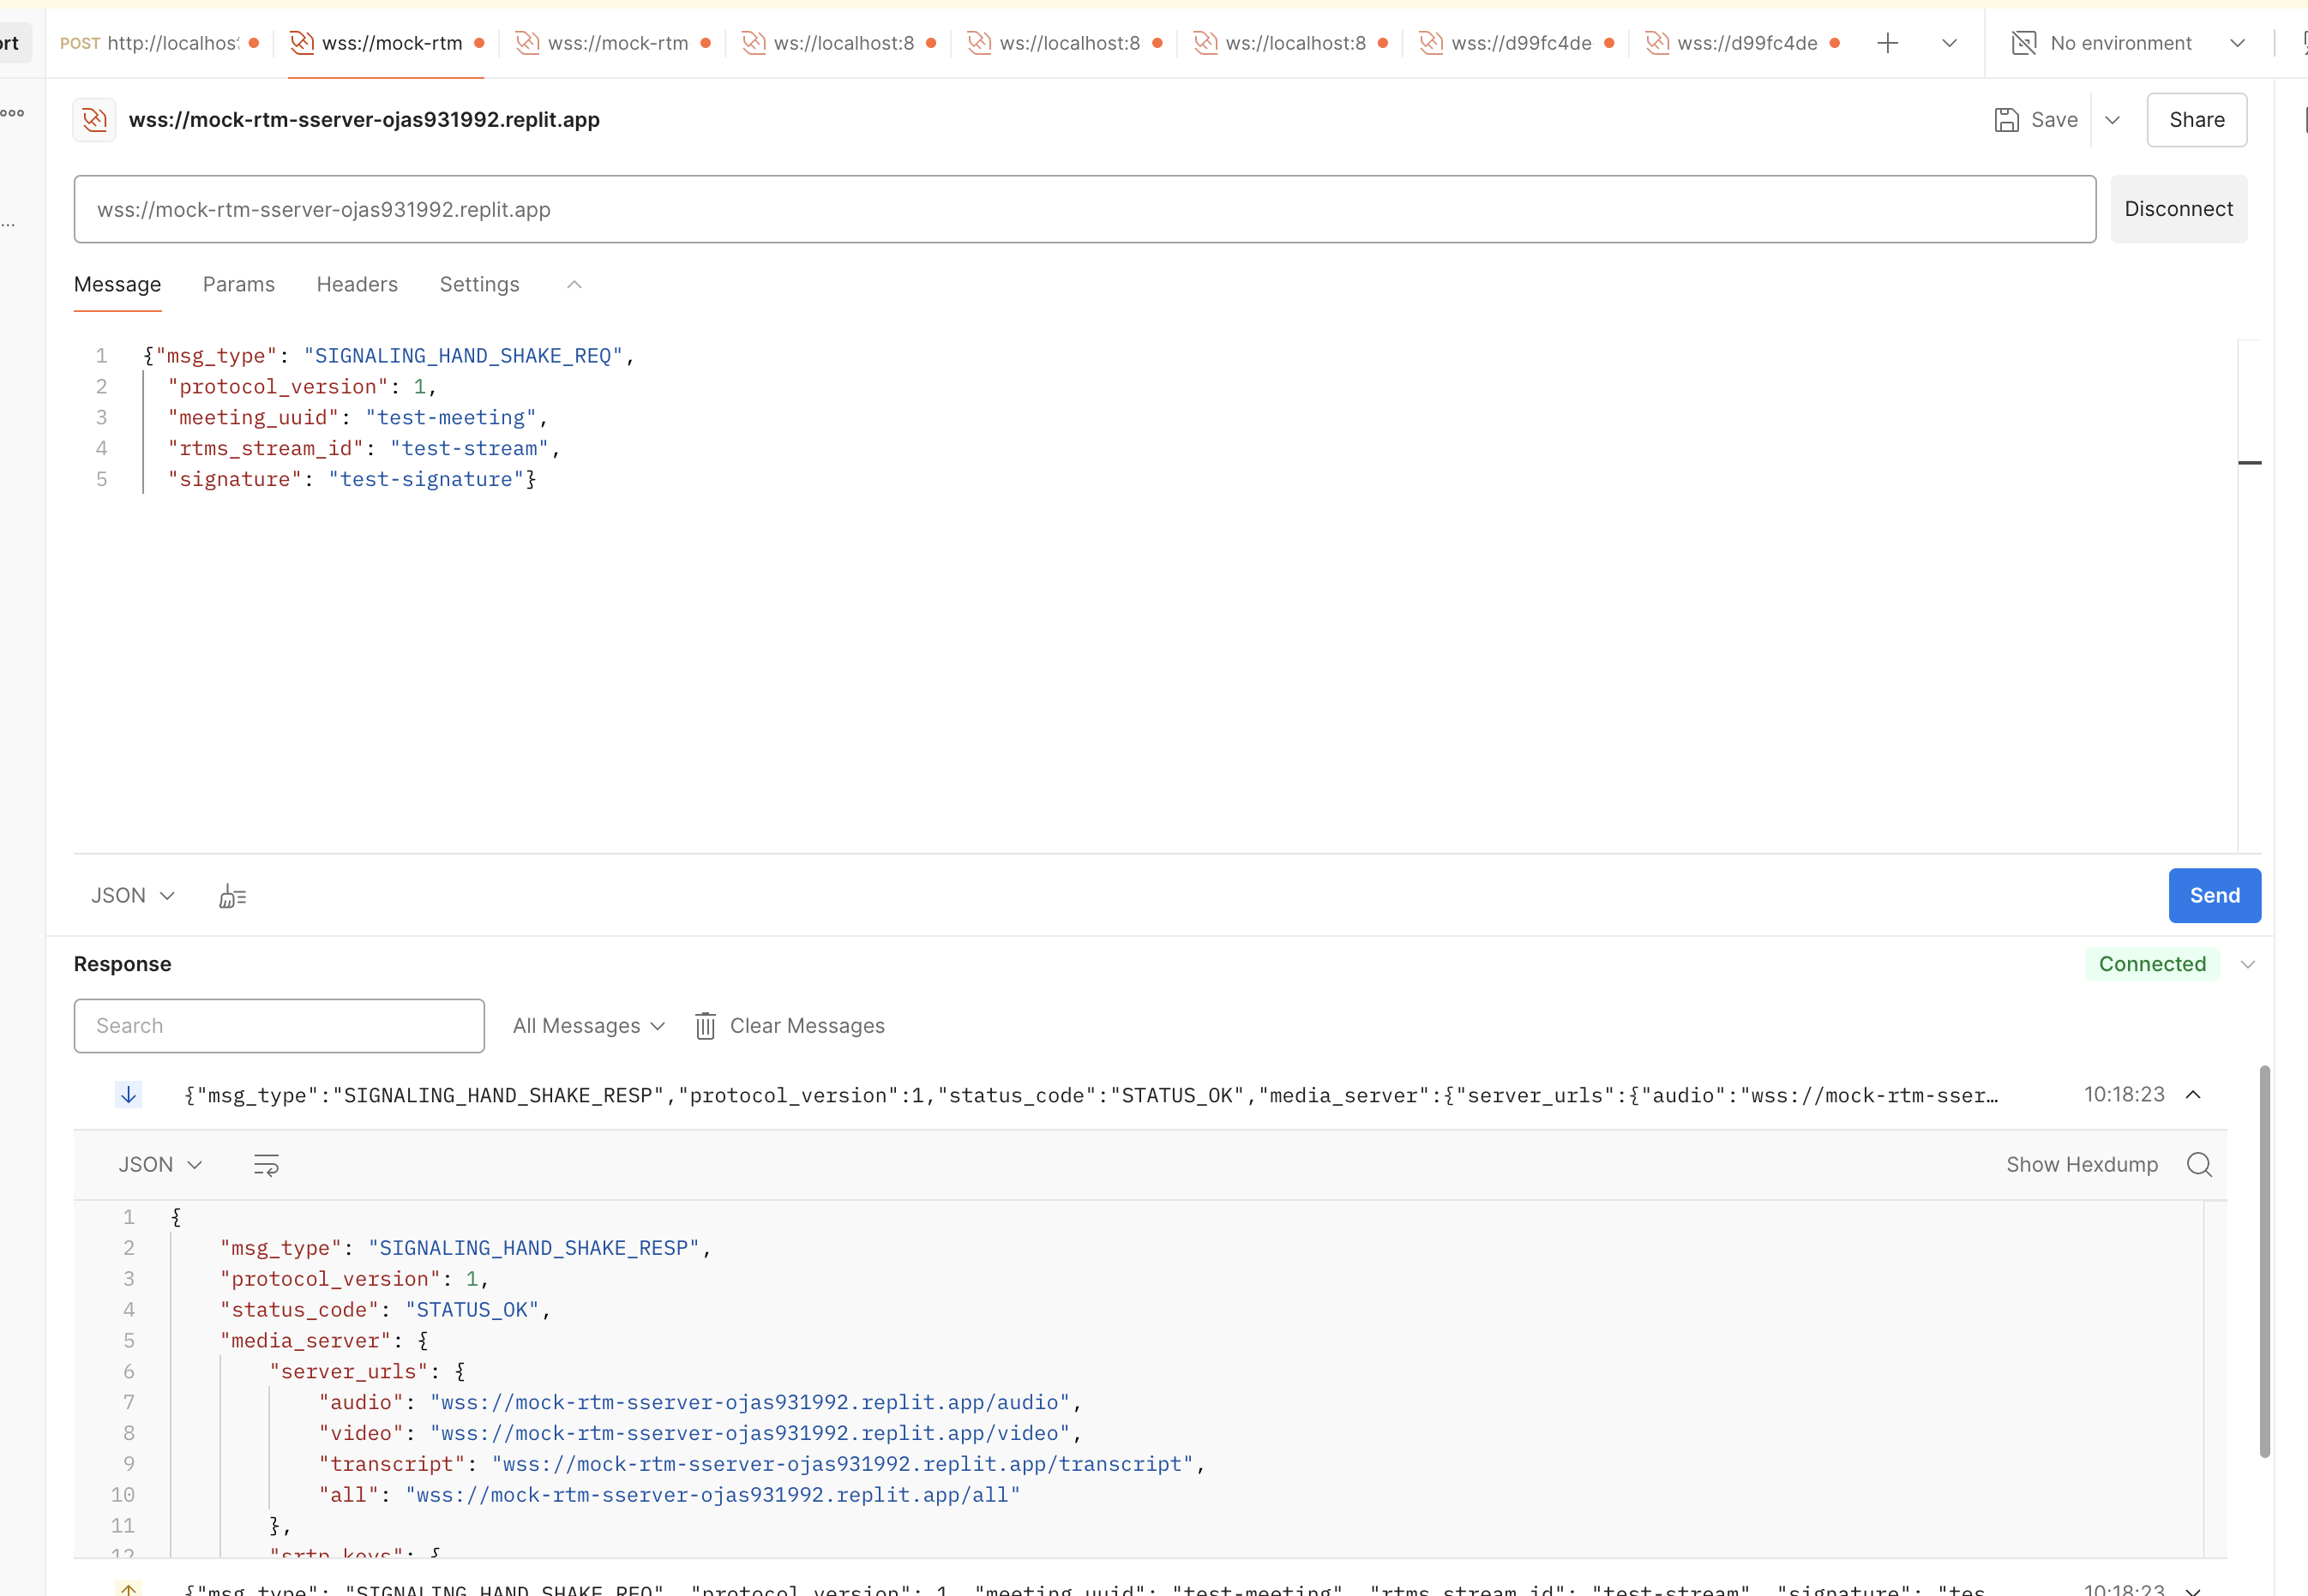 ort
POST http://localhos
wss://mock-rtm
wss://mock-rtm
ws://localhost:8
ws://localhost:8
ws://localhost:8
wss://d99fc4de
wss://d99fc4de
No environment
wss://mock-rtm-sserver-ojas931992.replit.app
Save
Share
wss://mock-rtm-sserver-ojas931992.replit.app
Disconnect
Message Params Headers Settings
1 {"msg_type": "SIGNALING_HAND_SHAKE_REQ",
2 "protocol_version": 1,
3 "meeting_uuid": "test-meeting",
4 "rtms_stream_id": "test-stream",
5 "signature": "test-signature"}
JSON
Send
Response
Connected
Search
All Messages
Clear Messages
{"msg_type":"SIGNALING_HAND_SHAKE_RESP","protocol_version":1,"status_code":"STATUS_OK","media_server":{"server_urls":{"audio":"wss://mock-rtm-sser…
10:18:23
JSON
Show Hexdump
1 {
2 "msg_type": "SIGNALING_HAND_SHAKE_RESP",
3 "protocol_version": 1,
4 "status_code": "STATUS_OK",
5 "media_server": {
6 "server_urls": {
7 "audio": "wss://mock-rtm-sserver-ojas931992.replit.app/audio",
8 "video": "wss://mock-rtm-sserver-ojas931992.replit.app/video",
9 "transcript": "wss://mock-rtm-sserver-ojas931992.replit.app/transcript",
10 "all": "wss://mock-rtm-sserver-ojas931992.replit.app/all"
11 },
12 "srtp_keys": {
{"msg_type": "SIGNALING_HAND_SHAKE_REQ", "protocol_version": 1, "meeting_uuid": "test-meeting", "rtms_stream_id": "test-stream", "signature": "tes
10:18:23